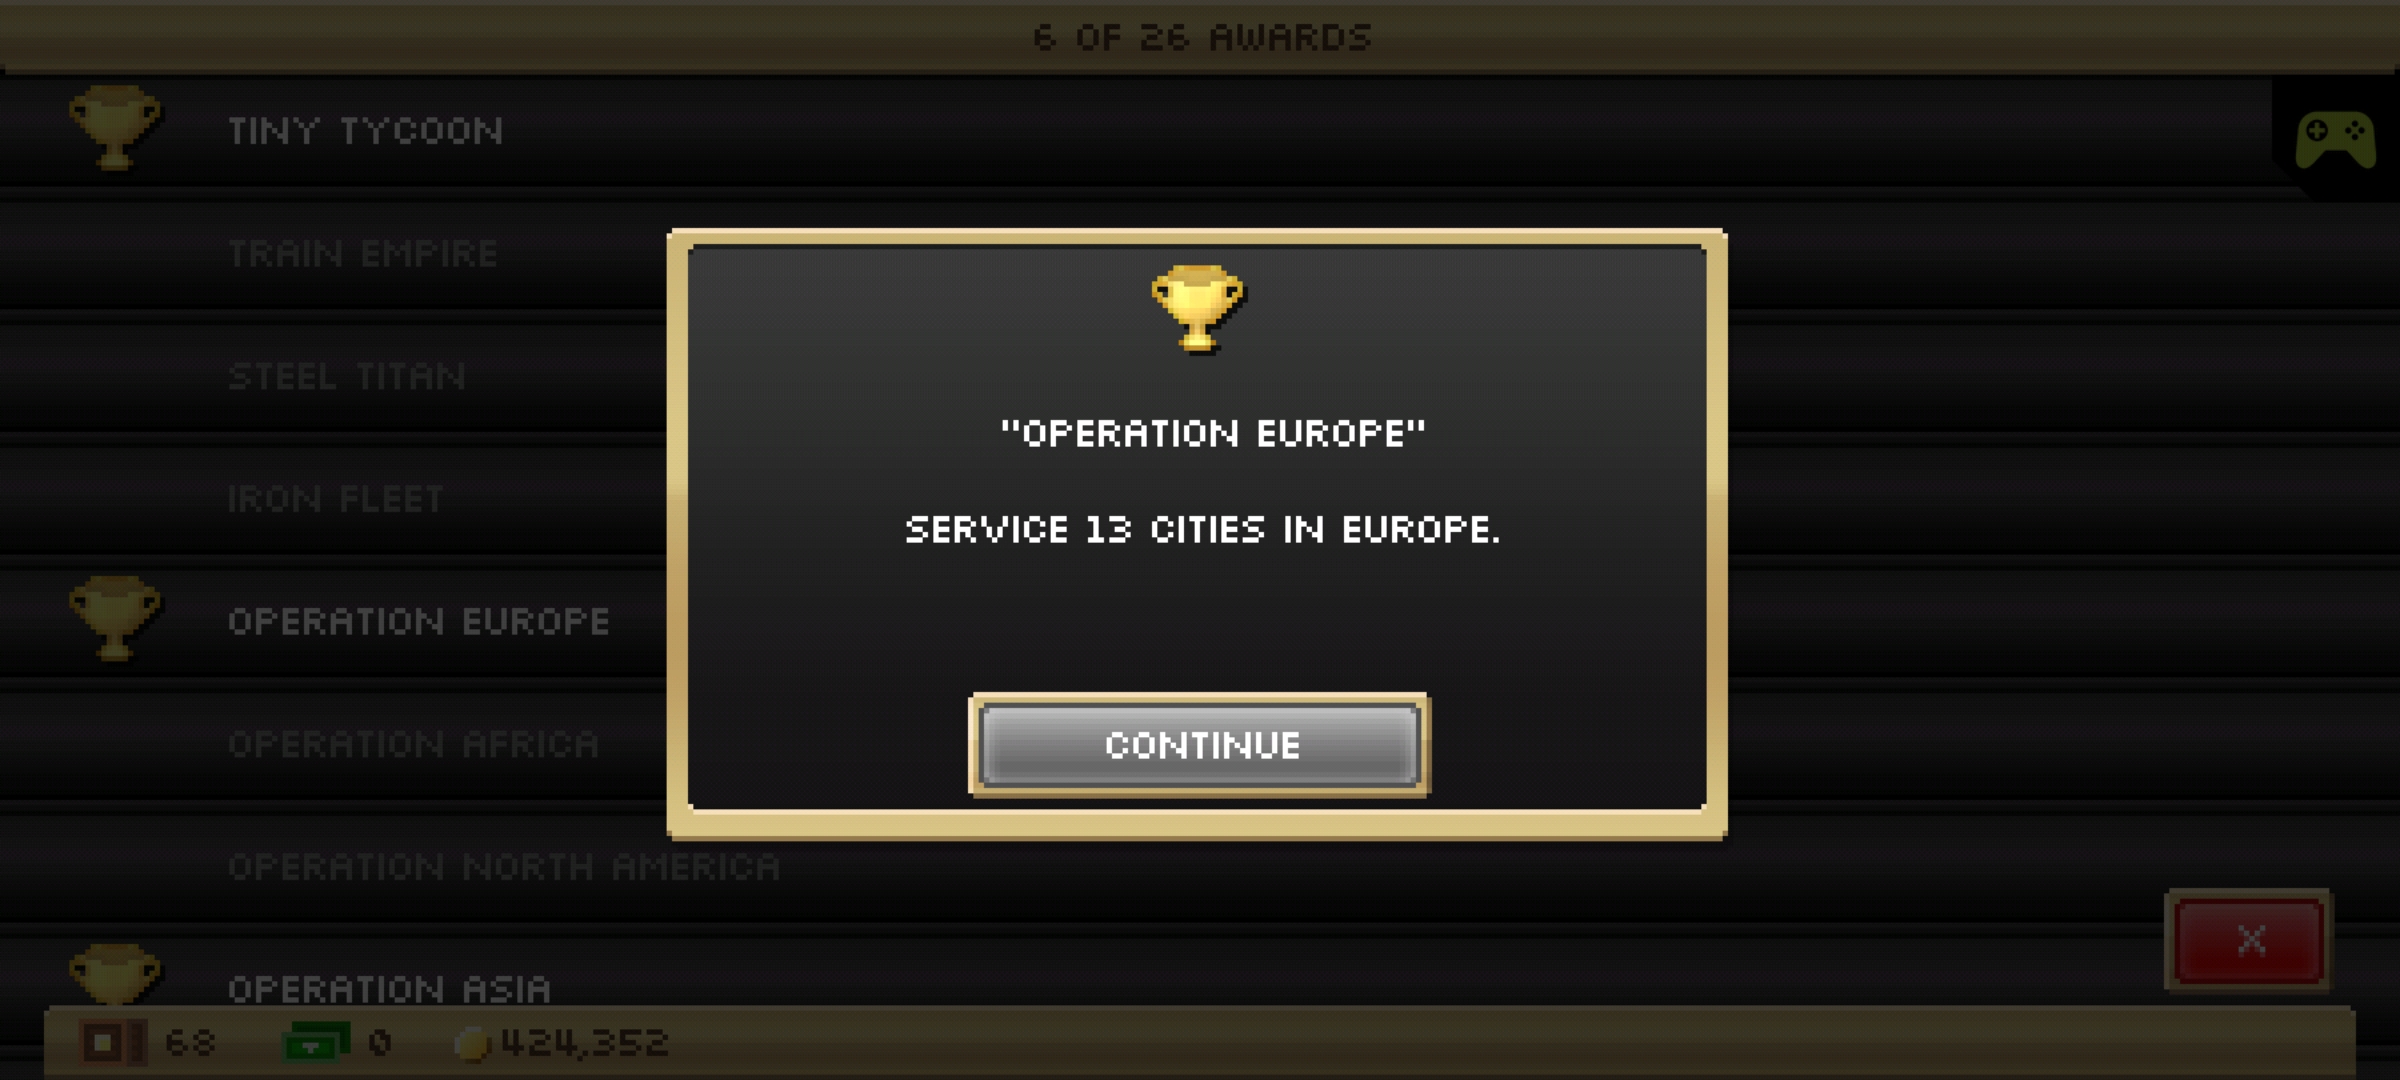 6 OF 26 AWARDS
TINY TYCOON
TRAIN EMPIRE
STEEL TITAN
IRON FLEET
OPERATION EUROPE
OPERATION AFRICA
OPERATION NORTH AMERICA
OPERATION ASIA
"OPERATION EUROPE"
SERVICE 13 CITIES IN EUROPE.
CONTINUE
X
68 0 424,352